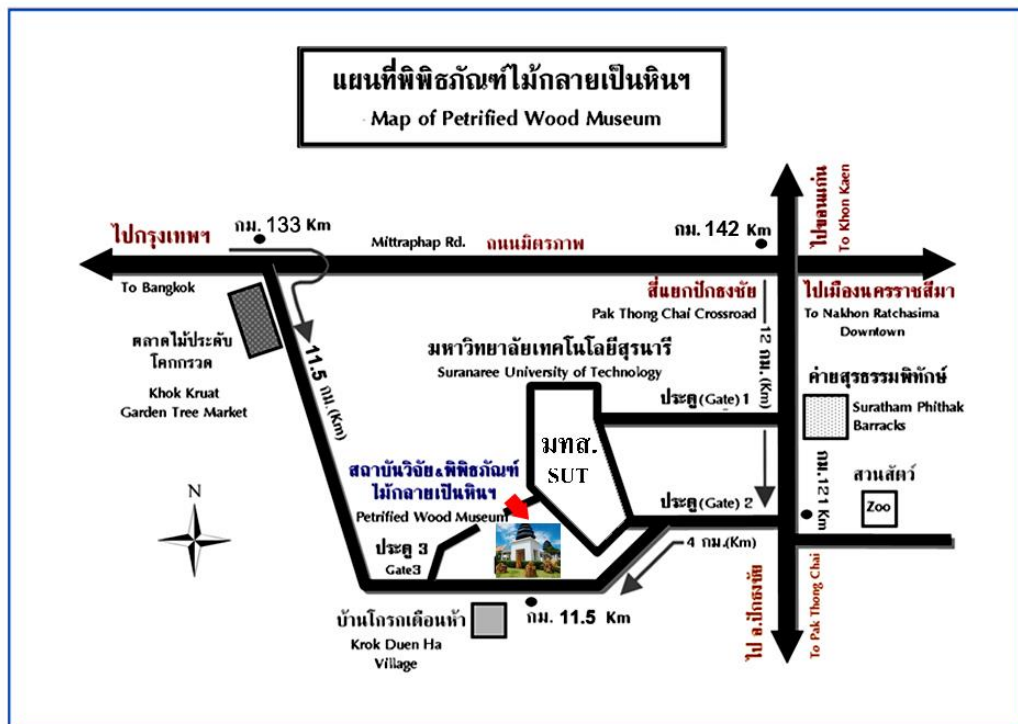 แผนที่พิพิธภัณฑ์ไม้กลายเป็นหินฯ
Map of Petrified Wood Museum
ไปกรุงเทพฯ
กม. 133 Km
Mittraphap Rd. ถนนมิตรภาพ
กม. 142 Km
ไปขอนแก่น
To Khon Kaen
To Bangkok
สี่แยกปักธงชัย
Pak Thong Chai Crossroad
ไปเมืองนครราชสีมา
To Nakhon Ratchasima
Downtown
ตลาดไม้ประดับ
โคกกรวด
Khok Kruat
Garden Tree Market
11.5 กม.(Km)
มหาวิทยาลัยเทคโนโลยีสุรนารี
Suranaree University of Technology
12 กม.(Km)
ประตู (Gate) 1
ค่ายสุรธรรมพิทักษ์
Suratham Phithak
Barracks
มทส.
SUT
สถาบันวิจัย&พิพิธภัณฑ์
ไม้กลายเป็นหินฯ
Petrified Wood Museum
ประตู (Gate) 2
กม.121 Km
สวนสัตว์
Zoo
N
ประตู 3
Gate3
4 กม.(Km)
บ้านโกรกเดือนห้า
Krok Duen Ha
Village
กม. 11.5 Km
ไป อ.ปักธงชัย
To Pak Thong Chai